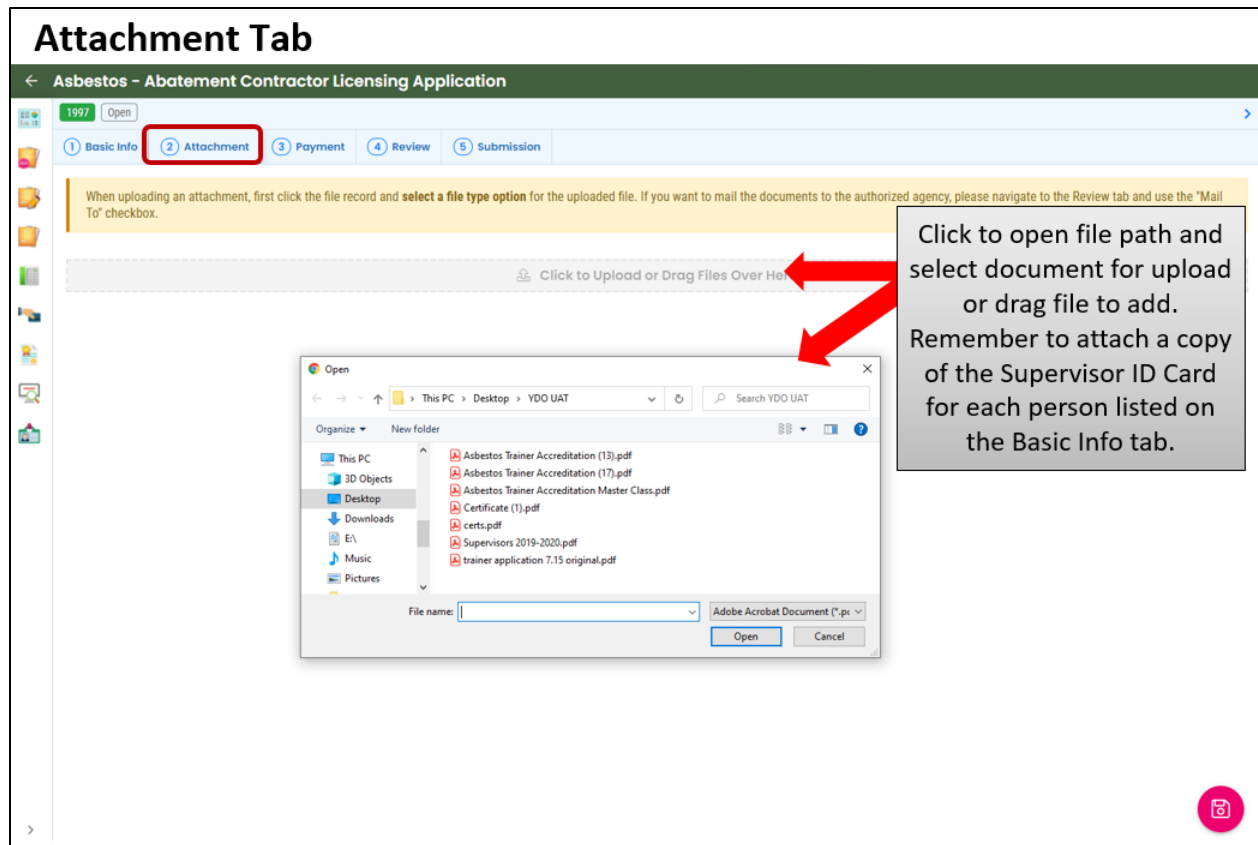 Attachment Tab
Asbestos - Abatement Contractor Licensing Application
1997 Open
1 Basic Info 2 Attachment 3 Payment 4 Review 5 Submission
When uploading an attachment, first click the file record and select a file type option for the uploaded file. If you want to mail the documents to the authorized agency, please navigate to the Review tab and use the "Mail
To" checkbox.
Click to Upload or Drag Files Over He
Click to open file path and
select document for upload
or drag file to add.
Remember to attach a copy
of the Supervisor ID Card
for each person listed on
the Basic Info tab.
Open
This PC > Desktop > YDO UAT
Search YDO UAT
Organize New folder
This PC
3D Objects
Desktop
Downloads
E:\
Music
Pictures
Asbestos Trainer Accreditation (13).pdf
Asbestos Trainer Accreditation (17).pdf
Asbestos Trainer Accreditation Master Class.pdf
Certificate (1).pdf
certs.pdf
Supervisors 2019-2020.pdf
trainer application 7.15 original.pdf
File name:
Adobe Acrobat Document (*.pc
Open Cancel